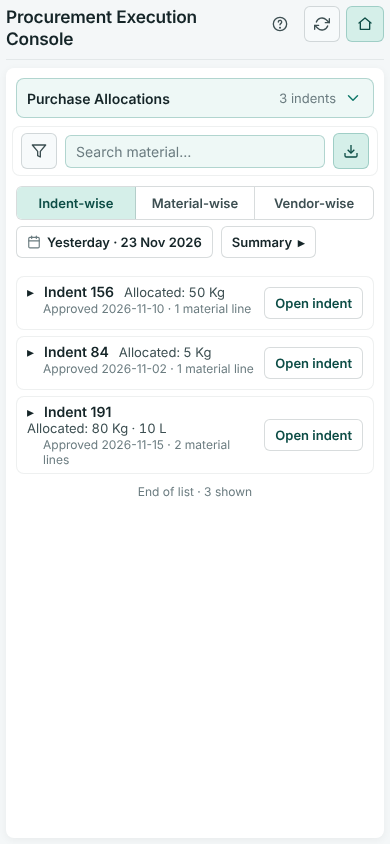 Procurement Execution
Console
Purchase Allocations
3 indents
Search material...
Indent-wise
Material-wise
Vendor-wise
Yesterday · 23 Nov 2026
Summary ▸
▸ Indent 156 Allocated: 50 Kg
Approved 2026-11-10 · 1 material line
Open indent
▸ Indent 84 Allocated: 5 Kg
Approved 2026-11-02 · 1 material line
Open indent
▸ Indent 191
Allocated: 80 Kg · 10 L
Approved 2026-11-15 · 2 material
lines
Open indent
End of list · 3 shown